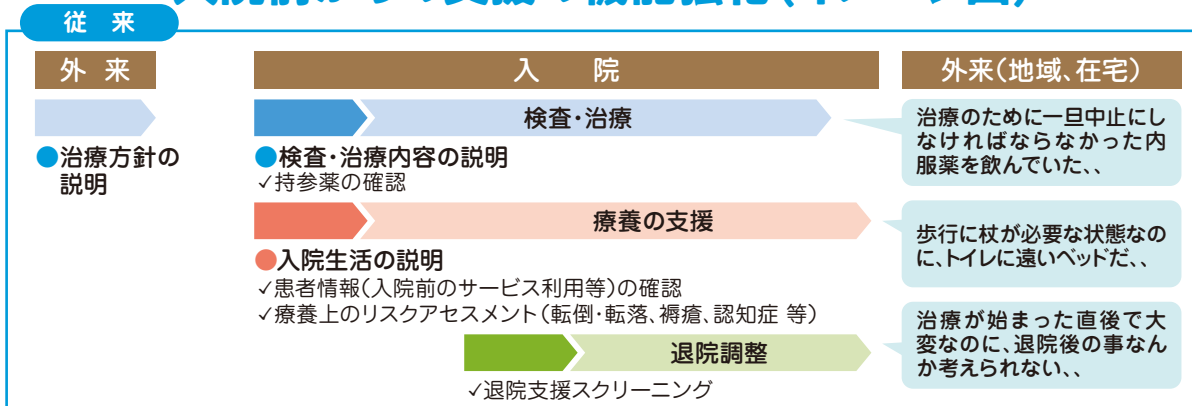 従 来
外 来
入 院
外来(地域、在宅)
検査・治療
●治療方針の
説明
●検査・治療内容の説明
✓持参薬の確認
治療のために一旦中止にし
なければならなかった内
服薬を飲んでいた、、
療養の支援
●入院生活の説明
✓患者情報(入院前のサービス利用等)の確認
✓療養上のリスクアセスメント(転倒・転落、褥瘡、認知症 等)
歩行に杖が必要な状態なの
に、トイレに遠いベッドだ、、
退院調整
✓退院支援スクリーニング
治療が始まった直後で大
変なのに、退院後の事なん
か考えられない、、